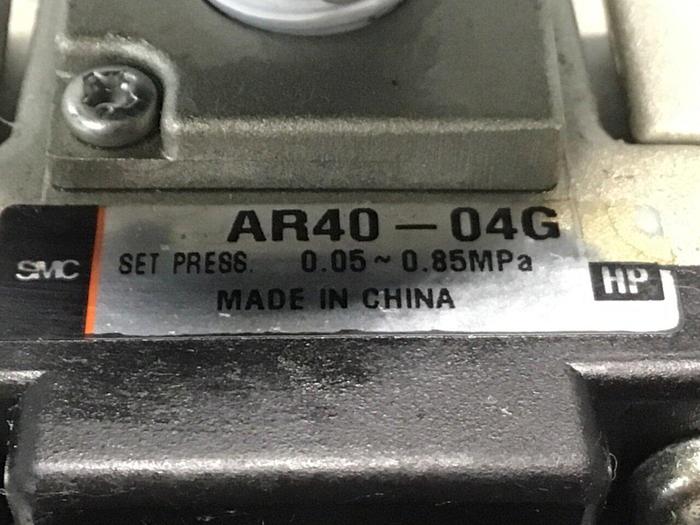 AR40-04G
SMC SET PRESS. 0.05~0.85MPa
HP
MADE IN CHINA